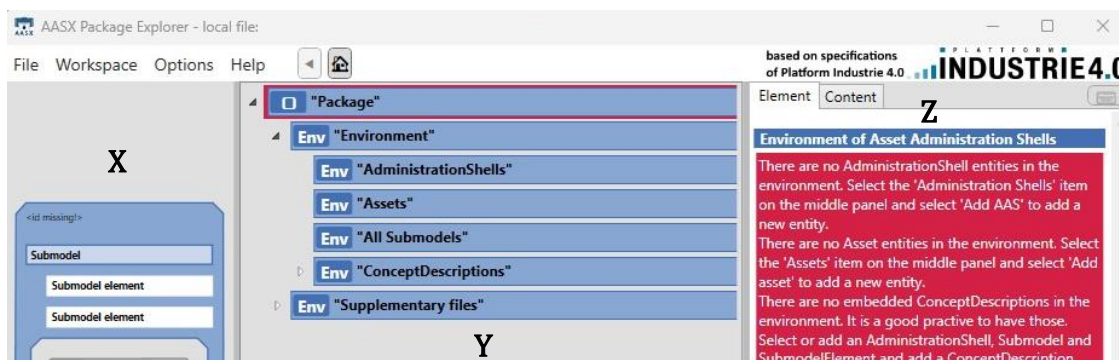 AASX Package Explorer - local file:
File Workspace Options Help
based on specifications
of Platform Industrie 4.0
PLATTFORM
INDUSTRIE4.0
X
<id missing!>
Submodel
Submodel element
Submodel element
"Package"
Env "Environment"
Env "AdministrationShells"
Env "Assets"
Env "All Submodels"
Env "ConceptDescriptions"
Env "Supplementary files"
Y
Element Content
Z
Environment of Asset Administration Shells
There are no AdministrationShell entities in the
environment. Select the 'Administration Shells' item
on the middle panel and select 'Add AAS' to add a
new entity.
There are no Asset entities in the environment. Select
the 'Assets' item on the middle panel and select 'Add
asset' to add a new entity.
There are no embedded ConceptDescriptions in the
environment. It is a good practive to have those.
Select or add an AdministrationShell, Submodel and
SubmodelElement and add a ConceptDescription